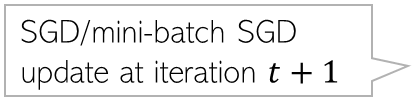 SGD/mini-batch SGD
update at iteration t + 1